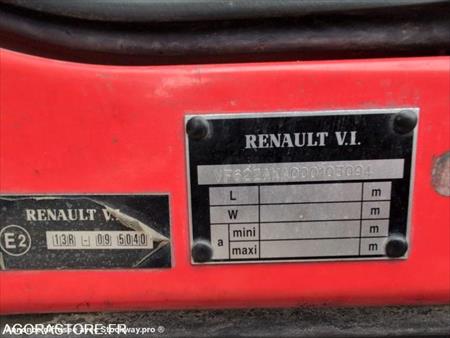 RENAULT V.I.
L m
W m
a mini m
maxi m
RENAULT V.I.
E2 13R - 09 5040
AGORASTORE.FR